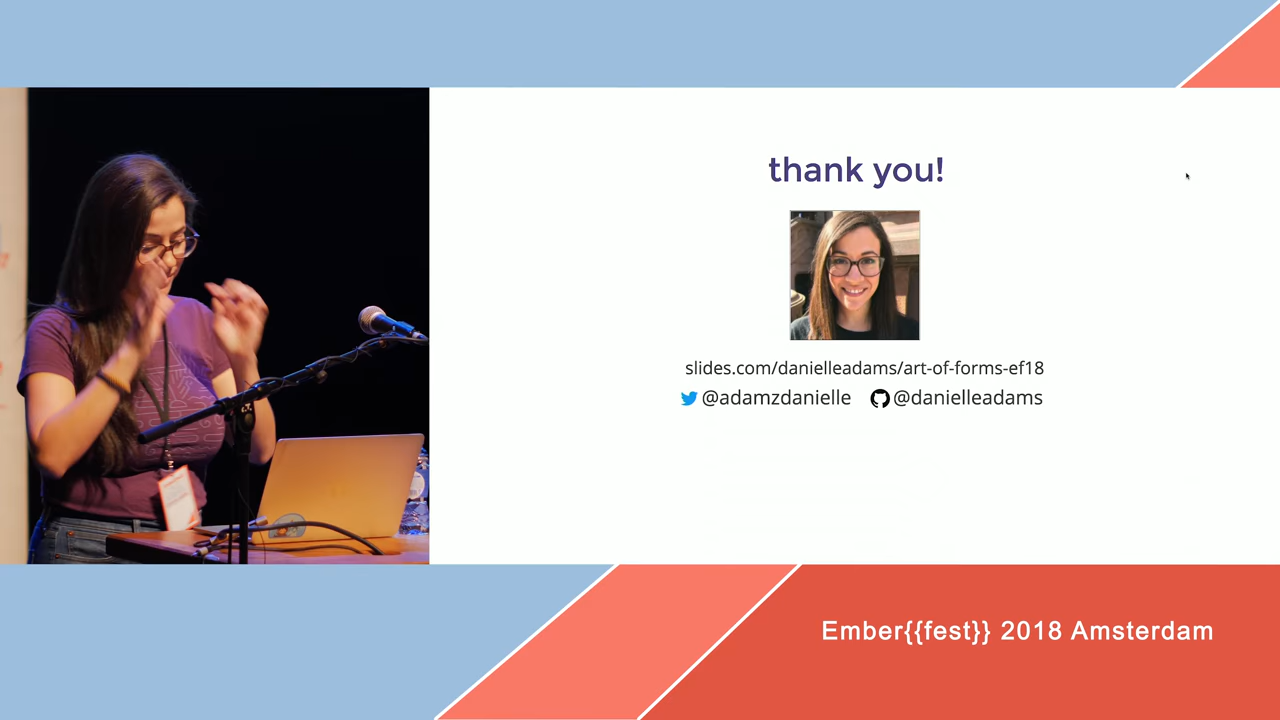 thank you!
slides.com/danielleadams/art-of-forms-ef18
@adamzdanielle @danielleadams
Ember{{fest}} 2018 Amsterdam